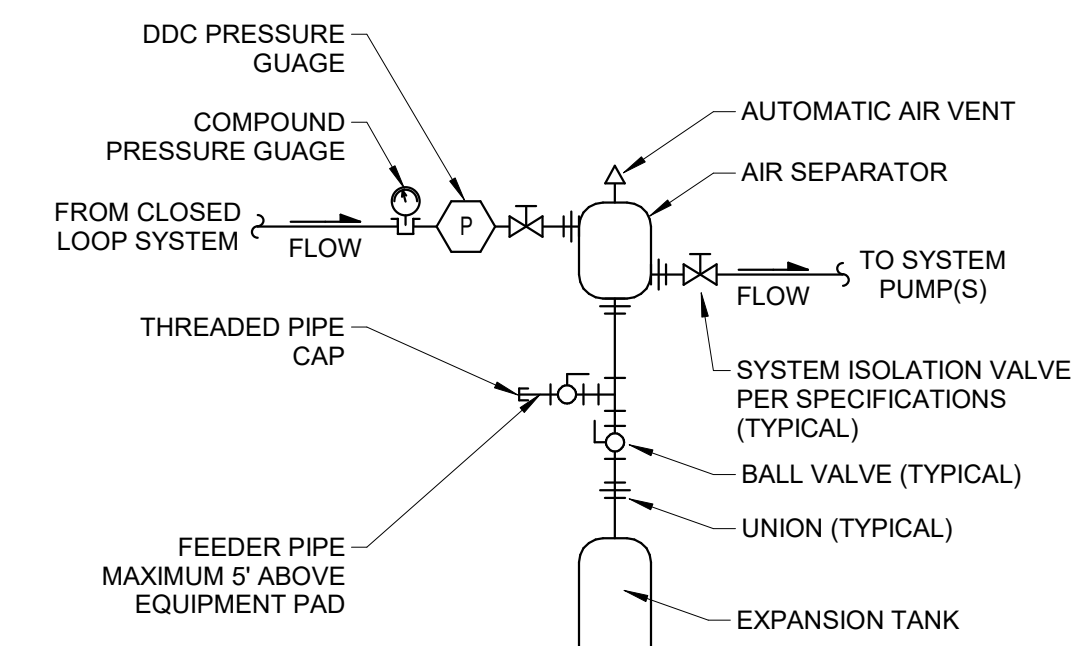 DDC PRESSURE
GUAGE
COMPOUND
PRESSURE GUAGE
AUTOMATIC AIR VENT
AIR SEPARATOR
FROM CLOSED
LOOP SYSTEM
FLOW
P
FLOW
TO SYSTEM
PUMP(S)
THREADED PIPE
CAP
SYSTEM ISOLATION VALVE
PER SPECIFICATIONS
(TYPICAL)
BALL VALVE (TYPICAL)
UNION (TYPICAL)
FEEDER PIPE
MAXIMUM 5' ABOVE
EQUIPMENT PAD
EXPANSION TANK